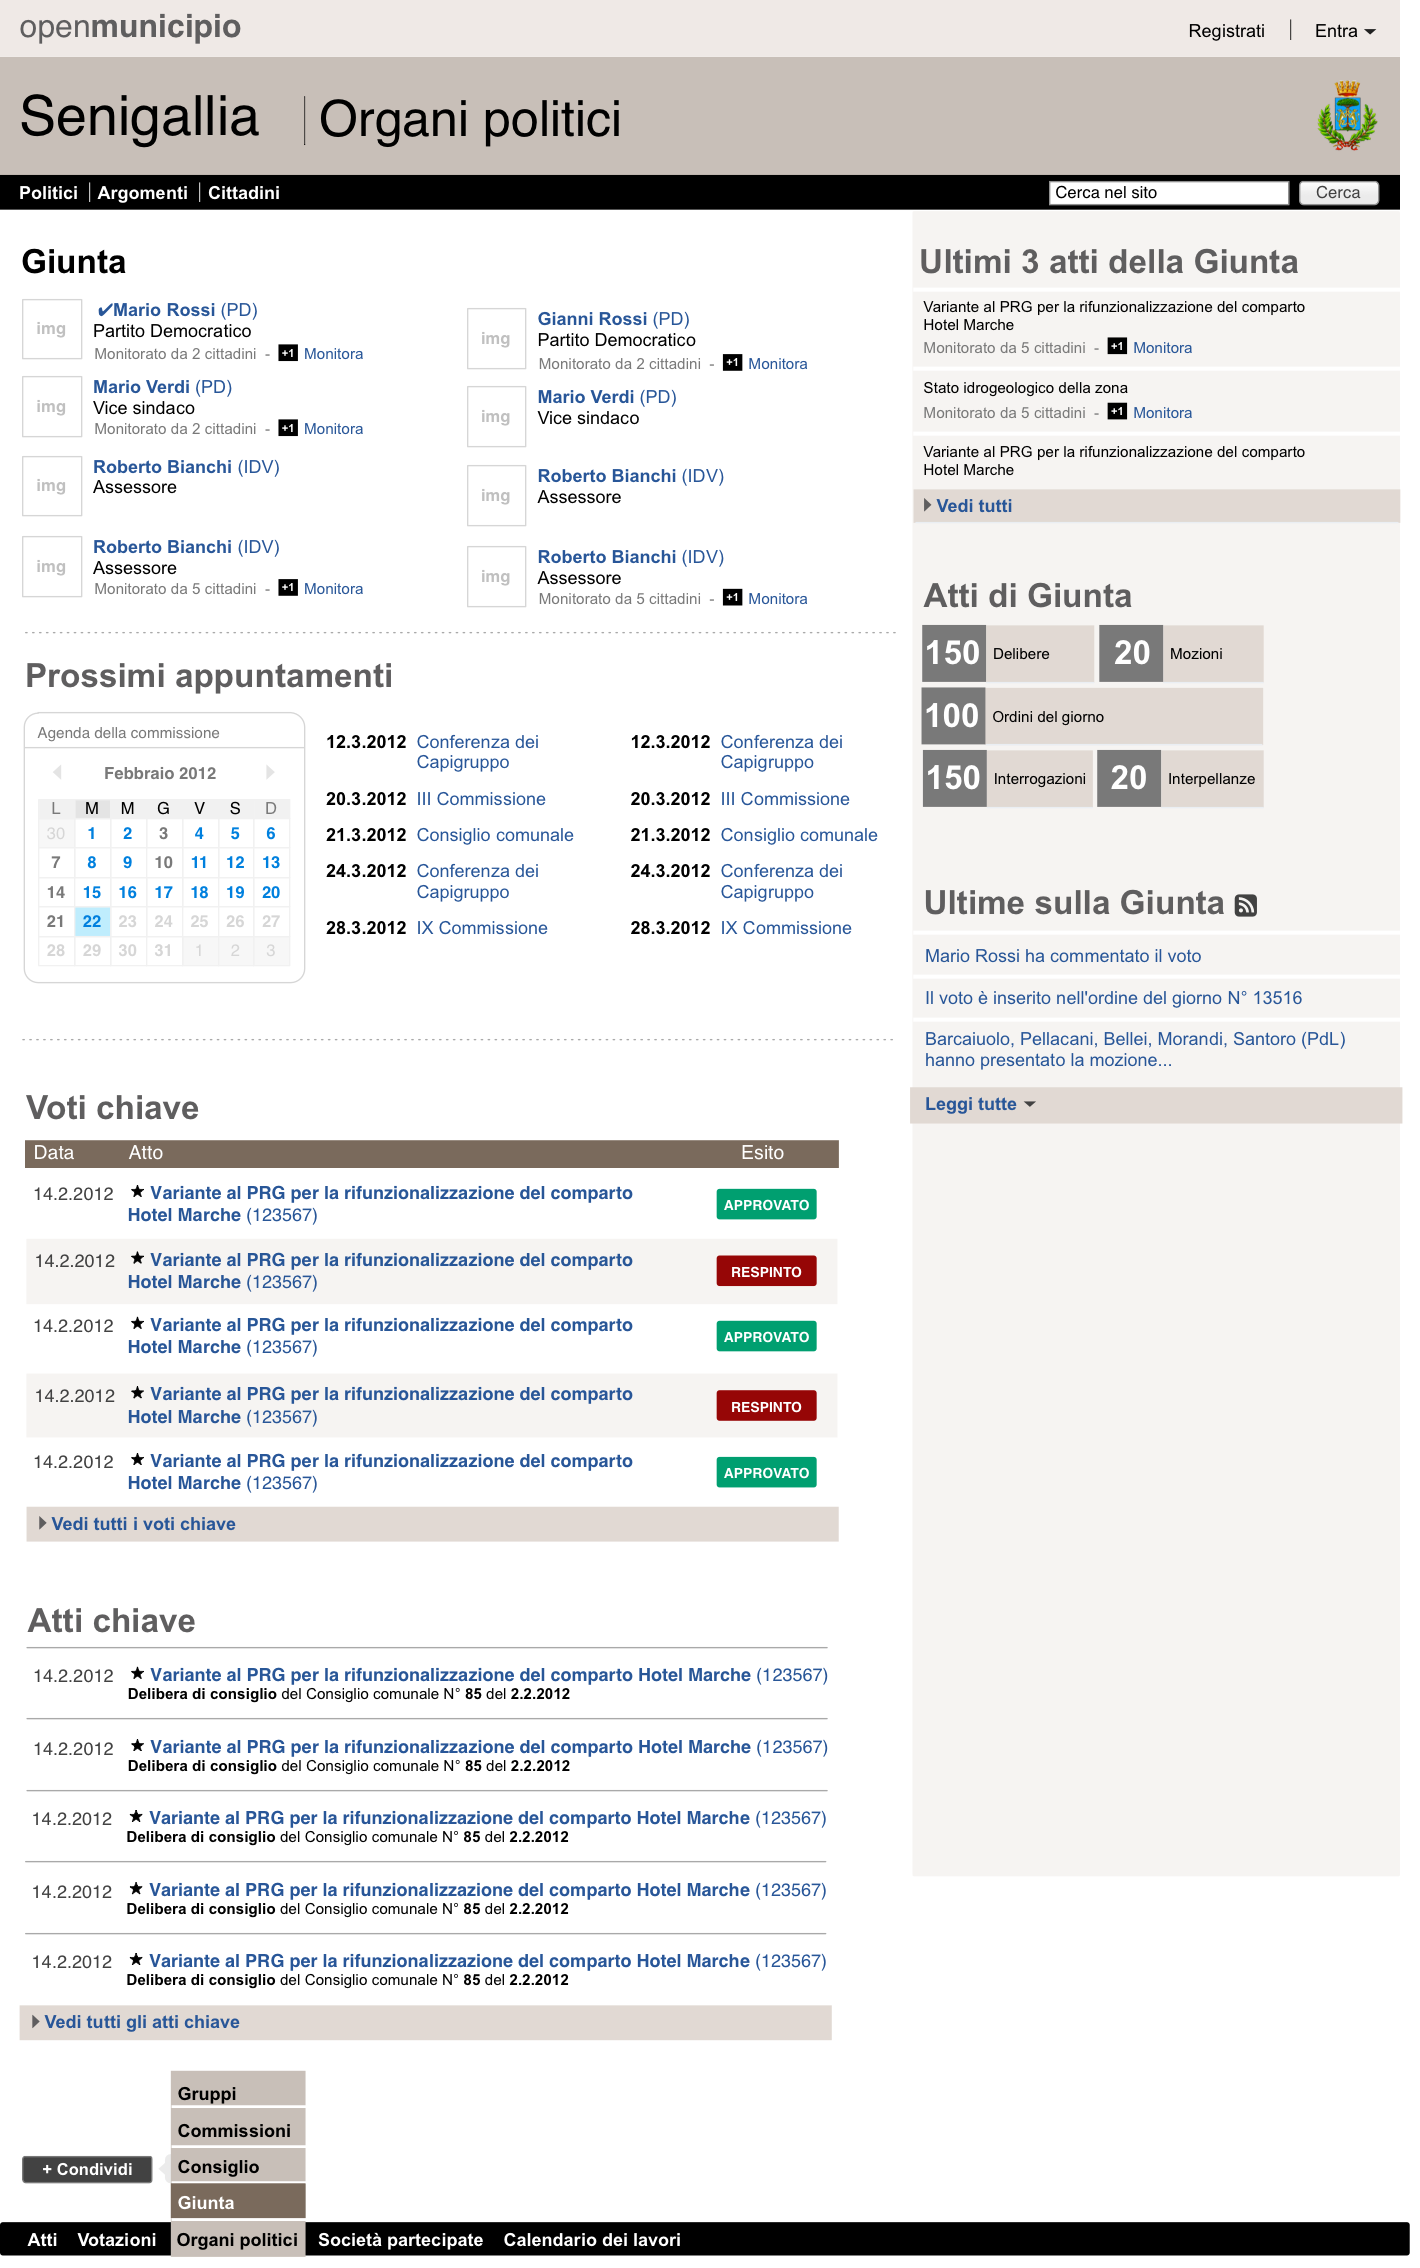 openmunicipio
Registrati
Entra
Senigallia
Organi politici
Politici
Argomenti
Cittadini
Cerca nel sito
Cerca
Giunta
img
✔Mario Rossi (PD)
Partito Democratico
Monitorato da 2 cittadini - +1 Monitora
img
Mario Verdi (PD)
Vice sindaco
Monitorato da 2 cittadini - +1 Monitora
img
Roberto Bianchi (IDV)
Assessore
img
Roberto Bianchi (IDV)
Assessore
Monitorato da 5 cittadini - +1 Monitora
img
Gianni Rossi (PD)
Partito Democratico
Monitorato da 2 cittadini - +1 Monitora
img
Mario Verdi (PD)
Vice sindaco
img
Roberto Bianchi (IDV)
Assessore
img
Roberto Bianchi (IDV)
Assessore
Monitorato da 5 cittadini - +1 Monitora
Prossimi appuntamenti
Agenda della commissione
Febbraio 2012
L M M G V S D
30 1 2 3 4 5 6
7 8 9 10 11 12 13
14 15 16 17 18 19 20
21 22 23 24 25 26 27
28 29 30 31 1 2 3
12.3.2012 Conferenza dei
Capigruppo
20.3.2012 III Commissione
21.3.2012 Consiglio comunale
24.3.2012 Conferenza dei
Capigruppo
28.3.2012 IX Commissione
12.3.2012 Conferenza dei
Capigruppo
20.3.2012 III Commissione
21.3.2012 Consiglio comunale
24.3.2012 Conferenza dei
Capigruppo
28.3.2012 IX Commissione
Voti chiave
Data Atto Esito
14.2.2012 ★ Variante al PRG per la rifunzionalizzazione del comparto
Hotel Marche (123567)
APPROVATO
14.2.2012 ★ Variante al PRG per la rifunzionalizzazione del comparto
Hotel Marche (123567)
RESPINTO
14.2.2012 ★ Variante al PRG per la rifunzionalizzazione del comparto
Hotel Marche (123567)
APPROVATO
14.2.2012 ★ Variante al PRG per la rifunzionalizzazione del comparto
Hotel Marche (123567)
RESPINTO
14.2.2012 ★ Variante al PRG per la rifunzionalizzazione del comparto
Hotel Marche (123567)
APPROVATO
Vedi tutti i voti chiave
Atti chiave
14.2.2012 ★ Variante al PRG per la rifunzionalizzazione del comparto Hotel Marche (123567)
Delibera di consiglio del Consiglio comunale N° 85 del 2.2.2012
14.2.2012 ★ Variante al PRG per la rifunzionalizzazione del comparto Hotel Marche (123567)
Delibera di consiglio del Consiglio comunale N° 85 del 2.2.2012
14.2.2012 ★ Variante al PRG per la rifunzionalizzazione del comparto Hotel Marche (123567)
Delibera di consiglio del Consiglio comunale N° 85 del 2.2.2012
14.2.2012 ★ Variante al PRG per la rifunzionalizzazione del comparto Hotel Marche (123567)
Delibera di consiglio del Consiglio comunale N° 85 del 2.2.2012
14.2.2012 ★ Variante al PRG per la rifunzionalizzazione del comparto Hotel Marche (123567)
Delibera di consiglio del Consiglio comunale N° 85 del 2.2.2012
Vedi tutti gli atti chiave
Ultimi 3 atti della Giunta
Variante al PRG per la rifunzionalizzazione del comparto
Hotel Marche
Monitorato da 5 cittadini - +1 Monitora
Stato idrogeologico della zona
Monitorato da 5 cittadini - +1 Monitora
Variante al PRG per la rifunzionalizzazione del comparto
Hotel Marche
Vedi tutti
Atti di Giunta
150 Delibere
20 Mozioni
100 Ordini del giorno
150 Interrogazioni
20 Interpellanze
Ultime sulla Giunta
Mario Rossi ha commentato il voto
Il voto è inserito nell'ordine del giorno N° 13516
Barcaiuolo, Pellacani, Bellei, Morandi, Santoro (PdL)
hanno presentato la mozione...
Leggi tutte
Gruppi
Commissioni
Consiglio
Giunta
+ Condividi
Atti
Votazioni
Organi politici
Società partecipate
Calendario dei lavori